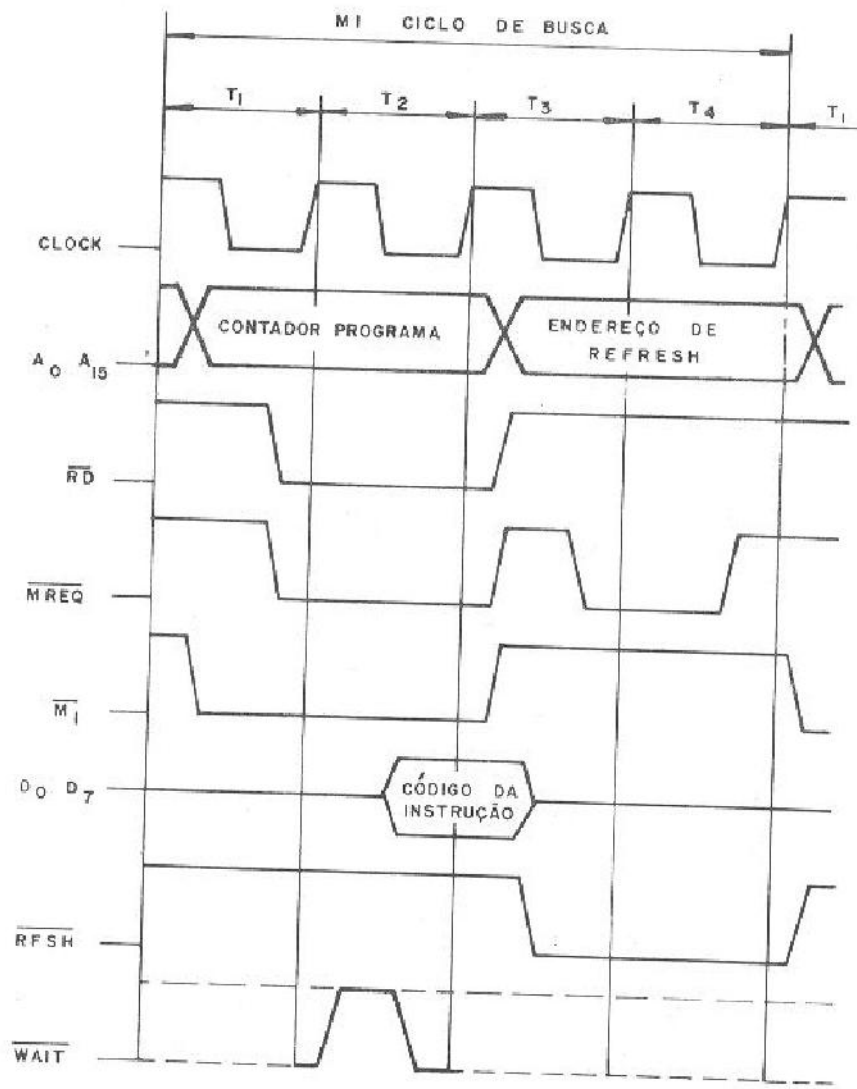 M1 CICLO DE BUSCA
T1 T2 T3 T4 T1
CLOCK
CONTADOR PROGRAMA
ENDEREÇO DE
REFRESH
A0 A15
RD
MREQ
M1
D0 D7
CÓDIGO DA
INSTRUÇÃO
RFSH
WAIT